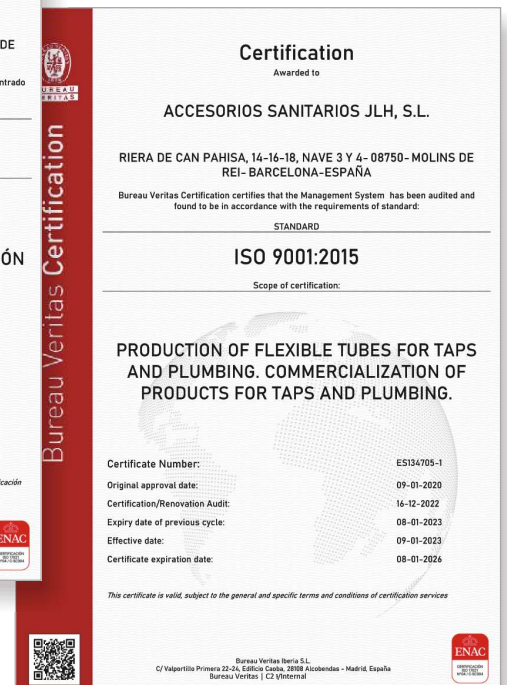 DE
ntrado
ÓN
icación
ENAC
BUREAU
VERITAS
Bureau Veritas Certification
Certification
Awarded to
ACCESORIOS SANITARIOS JLH, S.L.
RIERA DE CAN PAHISA, 14-16-18, NAVE 3 Y 4- 08750- MOLINS DE
REI- BARCELONA-ESPAÑA
Bureau Veritas Certification certifies that the Management System has been audited and
found to be in accordance with the requirements of standard:
STANDARD
ISO 9001:2015
Scope of certification:
PRODUCTION OF FLEXIBLE TUBES FOR TAPS
AND PLUMBING. COMMERCIALIZATION OF
PRODUCTS FOR TAPS AND PLUMBING.
Certificate Number: ES134705-1
Original approval date: 09-01-2020
Certification/Renovation Audit: 16-12-2022
Expiry date of previous cycle: 08-01-2023
Effective date: 09-01-2023
Certificate expiration date: 08-01-2026
This certificate is valid, subject to the general and specific terms and conditions of certification services
Bureau Veritas Iberia S.L.
C/ Valportillo Primera 22-24, Edificio Caoba, 28108 Alcobendas - Madrid, España
Bureau Veritas | C2 \/Internal
ENAC
CERTIFICACIÓN